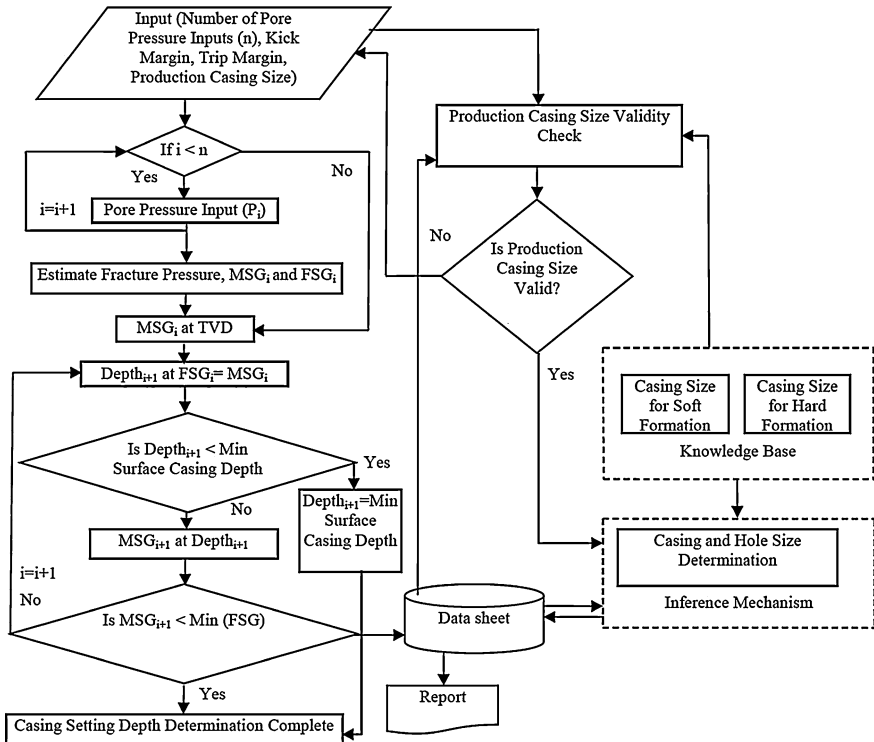 Input (Number of Pore
Pressure Inputs (n), Kick
Margin, Trip Margin,
Production Casing Size)
If i < n
Yes
No
i=i+1
Pore Pressure Input (Pi)
Estimate Fracture Pressure, MSGi and FSGi
MSGi at TVD
Depthi+1 at FSGi= MSGi
Is Depthi+1 < Min
Surface Casing Depth
Yes
No
Depthi+1=Min
Surface
Casing Depth
MSGi+1 at Depthi+1
i=i+1
No
Is MSGi+1 < Min (FSG)
Yes
Casing Setting Depth Determination Complete
Production Casing Size Validity
Check
No
Is Production
Casing Size
Valid?
Yes
Casing Size
for Soft
Formation
Casing Size
for Hard
Formation
Knowledge Base
Casing and Hole Size
Determination
Inference Mechanism
Data sheet
Report